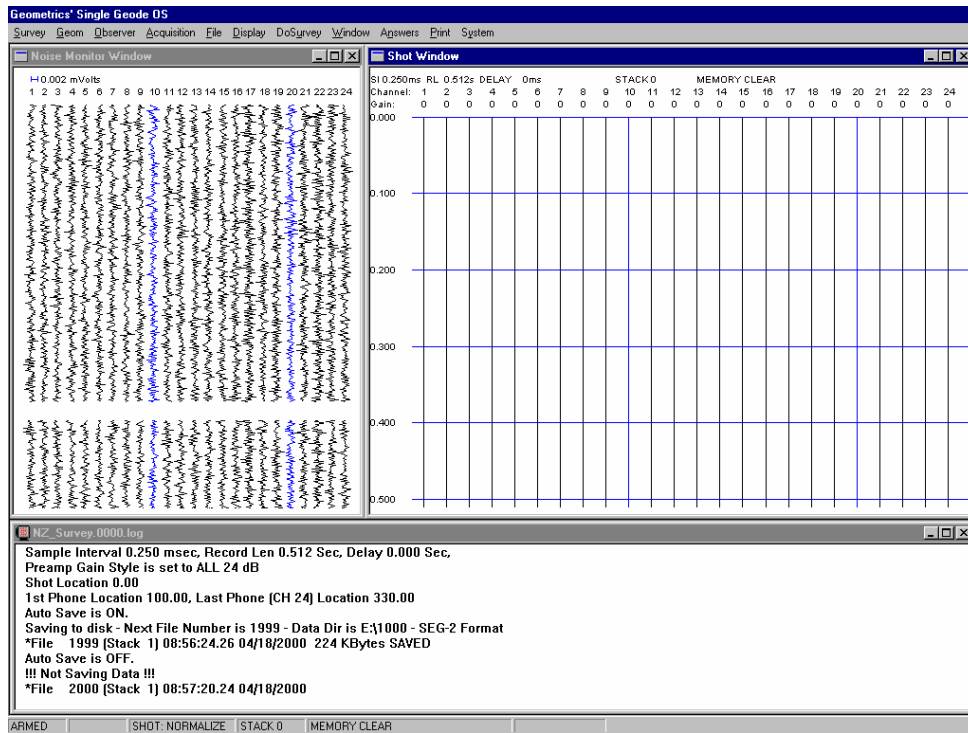 Geometrics' Single Geode OS
Survey Geom Observer Acquisition File Display DoSurvey Window Answers Print System
Noise Monitor Window
0.002 mVolts
1 2 3 4 5 6 7 8 9 10 11 12 13 14 15 16 17 18 19 20 21 22 23 24
Shot Window
SI 0.250ms RL 0.512s DELAY 0ms STACK 0 MEMORY CLEAR
Channel: 1 2 3 4 5 6 7 8 9 10 11 12 13 14 15 16 17 18 19 20 21 22 23 24
Gain: 0 0 0 0 0 0 0 0 0 0 0 0 0 0 0 0 0 0 0 0 0 0 0 0
0.000
0.100
0.200
0.300
0.400
0.500
NZ_Survey.0000.log
Sample Interval 0.250 msec, Record Len 0.512 Sec, Delay 0.000 Sec,
Preamp Gain Style is set to ALL 24 dB
Shot Location 0.00
1st Phone Location 100.00, Last Phone (CH 24) Location 330.00
Auto Save is ON.
Saving to disk - Next File Number is 1999 - Data Dir is E:\1000 - SEG-2 Format
*File 1999 (Stack 1) 08:56:24.26 04/18/2000 224 KBytes SAVED
Auto Save is OFF.
!!! Not Saving Data !!!
*File 2000 (Stack 1) 08:57:20.24 04/18/2000
ARMED SHOT: NORMALIZE STACK 0 MEMORY CLEAR